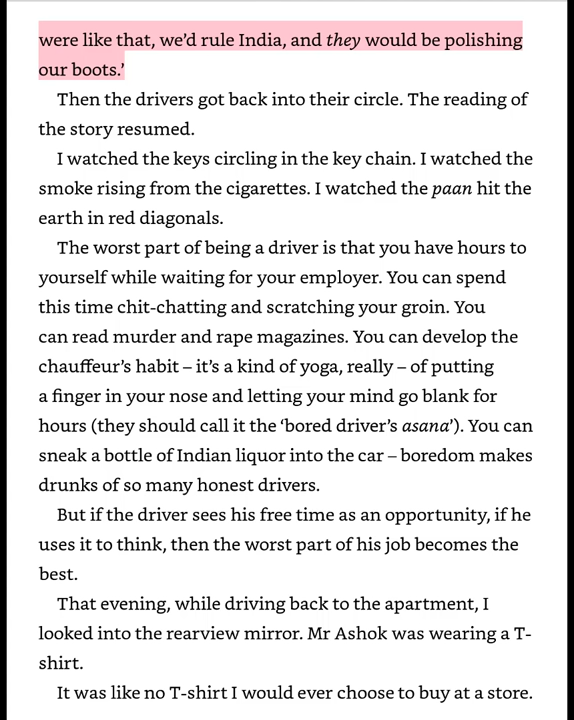 were like that, we’d rule India, and they would be polishing
our boots.’
Then the drivers got back into their circle. The reading of
the story resumed.
I watched the keys circling in the key chain. I watched the
smoke rising from the cigarettes. I watched the paan hit the
earth in red diagonals.
The worst part of being a driver is that you have hours to
yourself while waiting for your employer. You can spend
this time chit-chatting and scratching your groin. You
can read murder and rape magazines. You can develop the
chauffeur’s habit – it’s a kind of yoga, really – of putting
a finger in your nose and letting your mind go blank for
hours (they should call it the ‘bored driver’s asana’). You can
sneak a bottle of Indian liquor into the car – boredom makes
drunks of so many honest drivers.
But if the driver sees his free time as an opportunity, if he
uses it to think, then the worst part of his job becomes the
best.
That evening, while driving back to the apartment, I
looked into the rearview mirror. Mr Ashok was wearing a T-
shirt.
It was like no T-shirt I would ever choose to buy at a store.